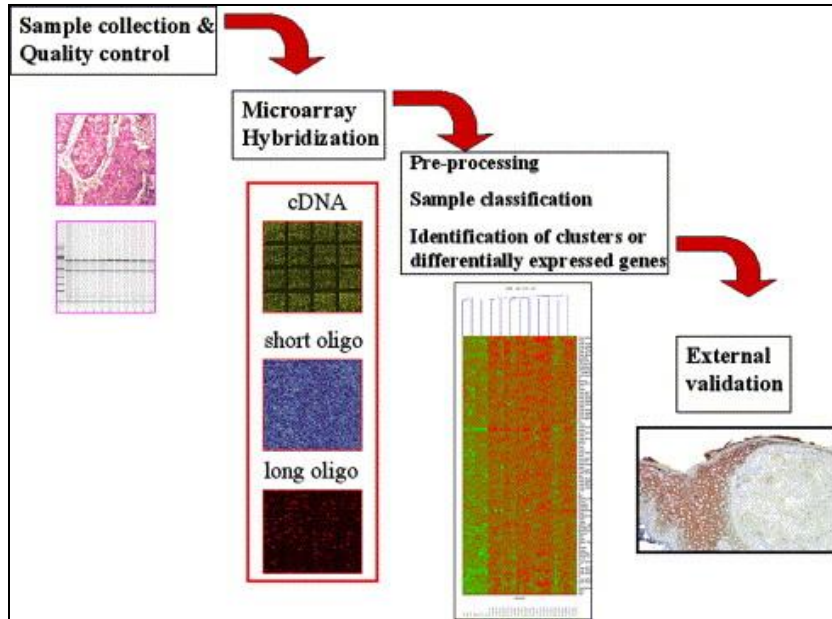 Sample collection &
Quality control
Microarray
Hybridization
cDNA
short oligo
long oligo
Pre-processing
Sample classification
Identification of clusters or
differentially expressed genes
External
validation